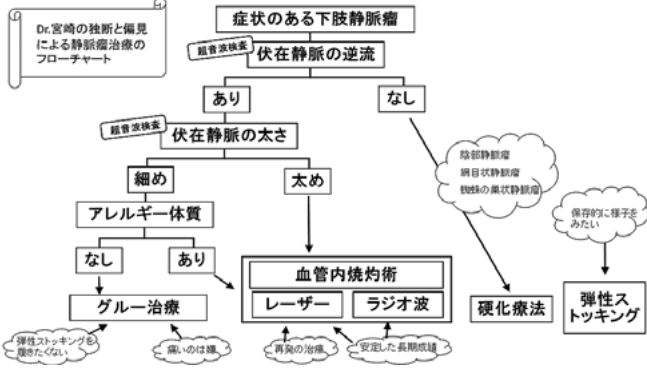 Dr.宮崎の独断と偏見
による静脈瘤治療の
フローチャート
症状のある下肢静脈瘤
超音波検査
伏在静脈の逆流
あり
なし
超音波検査
伏在静脈の太さ
細め
太め
陰部静脈瘤
網目状静脈瘤
蜘蛛の巣状静脈瘤
アレルギー体質
保存的に様子を
みたい
なし
あり
血管内焼灼術
レーザー
ラジオ波
グルー治療
硬化療法
弾性ス
トッキング
弾性ストッキングを
履きたくない
痛いのは嫌
再発の治療
安定した長期成績